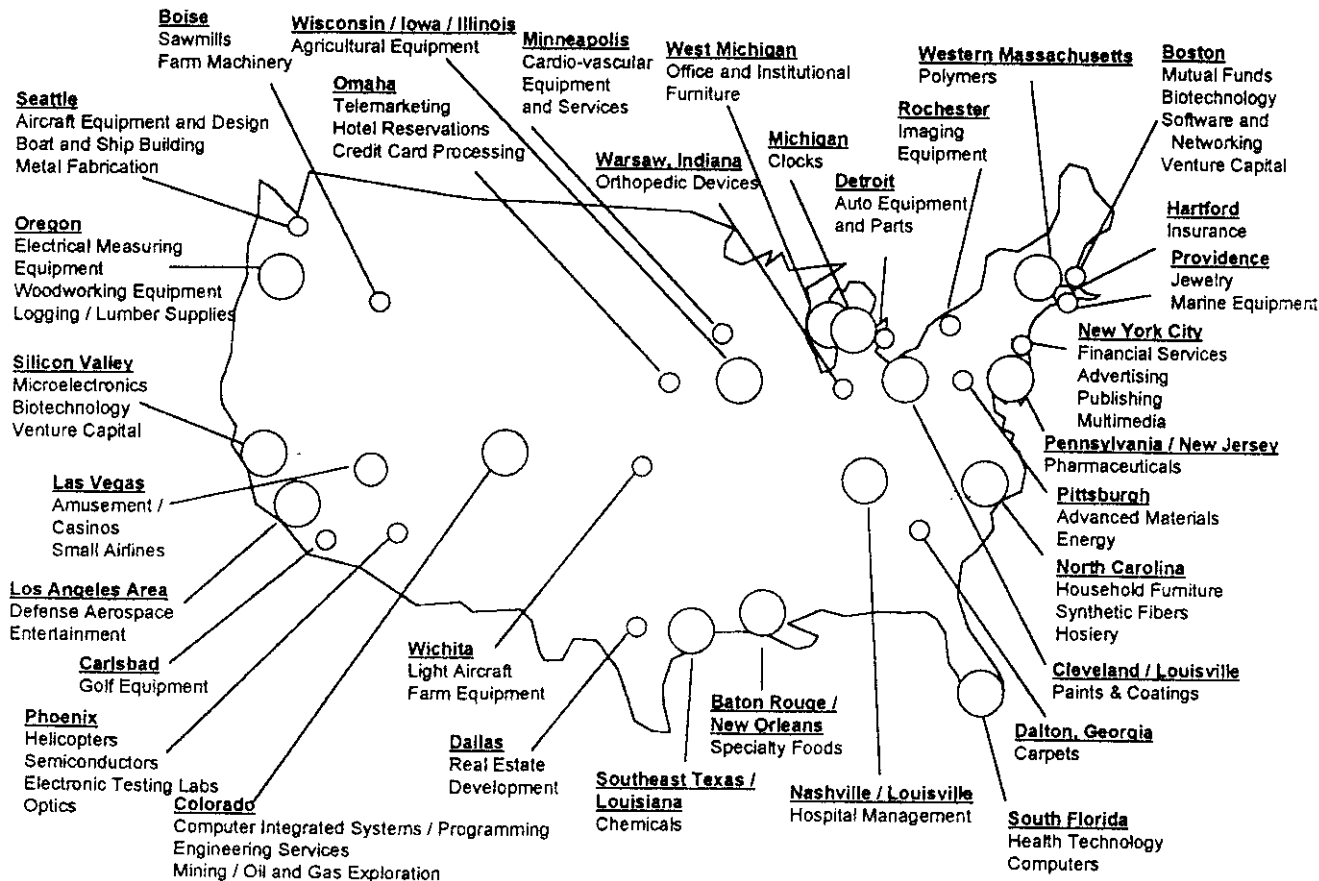 Boise
Sawmills
Farm Machinery
Wisconsin / Iowa / Illinois
Agricultural Equipment
Minneapolis
Cardio-vascular
Equipment
and Services
West Michigan
Office and Institutional
Furniture
Western Massachusetts
Polymers
Boston
Mutual Funds
Biotechnology
Software and
Networking
Venture Capital
Seattle
Aircraft Equipment and Design
Boat and Ship Building
Metal Fabrication
Omaha
Telemarketing
Hotel Reservations
Credit Card Processing
Warsaw, Indiana
Orthopedic Devices
Michigan
Clocks
Rochester
Imaging
Equipment
Detroit
Auto Equipment
and Parts
Hartford
Insurance
Providence
Jewelry
Marine Equipment
Oregon
Electrical Measuring
Equipment
Woodworking Equipment
Logging / Lumber Supplies
New York City
Financial Services
Advertising
Publishing
Multimedia
Silicon Valley
Microelectronics
Biotechnology
Venture Capital
Pennsylvania / New Jersey
Pharmaceuticals
Las Vegas
Amusement /
Casinos
Small Airlines
Pittsburgh
Advanced Materials
Energy
North Carolina
Household Furniture
Synthetic Fibers
Hosiery
Los Angeles Area
Defense Aerospace
Entertainment
Carlsbad
Golf Equipment
Wichita
Light Aircraft
Farm Equipment
Cleveland / Louisville
Paints & Coatings
Phoenix
Helicopters
Semiconductors
Electronic Testing Labs
Optics
Dallas
Real Estate
Development
Baton Rouge /
New Orleans
Specialty Foods
Dalton, Georgia
Carpets
Colorado
Computer Integrated Systems / Programming
Engineering Services
Mining / Oil and Gas Exploration
Southeast Texas /
Louisiana
Chemicals
Nashville / Louisville
Hospital Management
South Florida
Health Technology
Computers